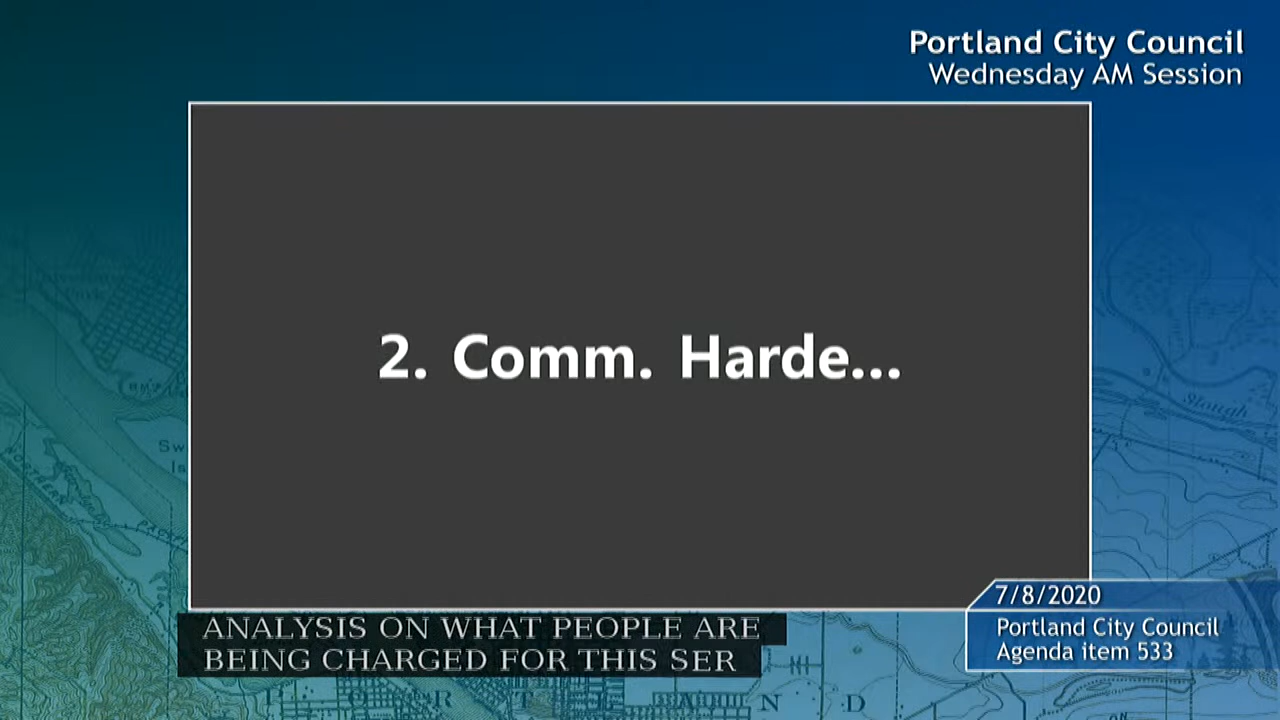 Portland City Council
Wednesday AM Session
2. Comm. Harde...
ANALYSIS ON WHAT PEOPLE ARE
BEING CHARGED FOR THIS SER
7/8/2020
Portland City Council
Agenda item 533
Slough